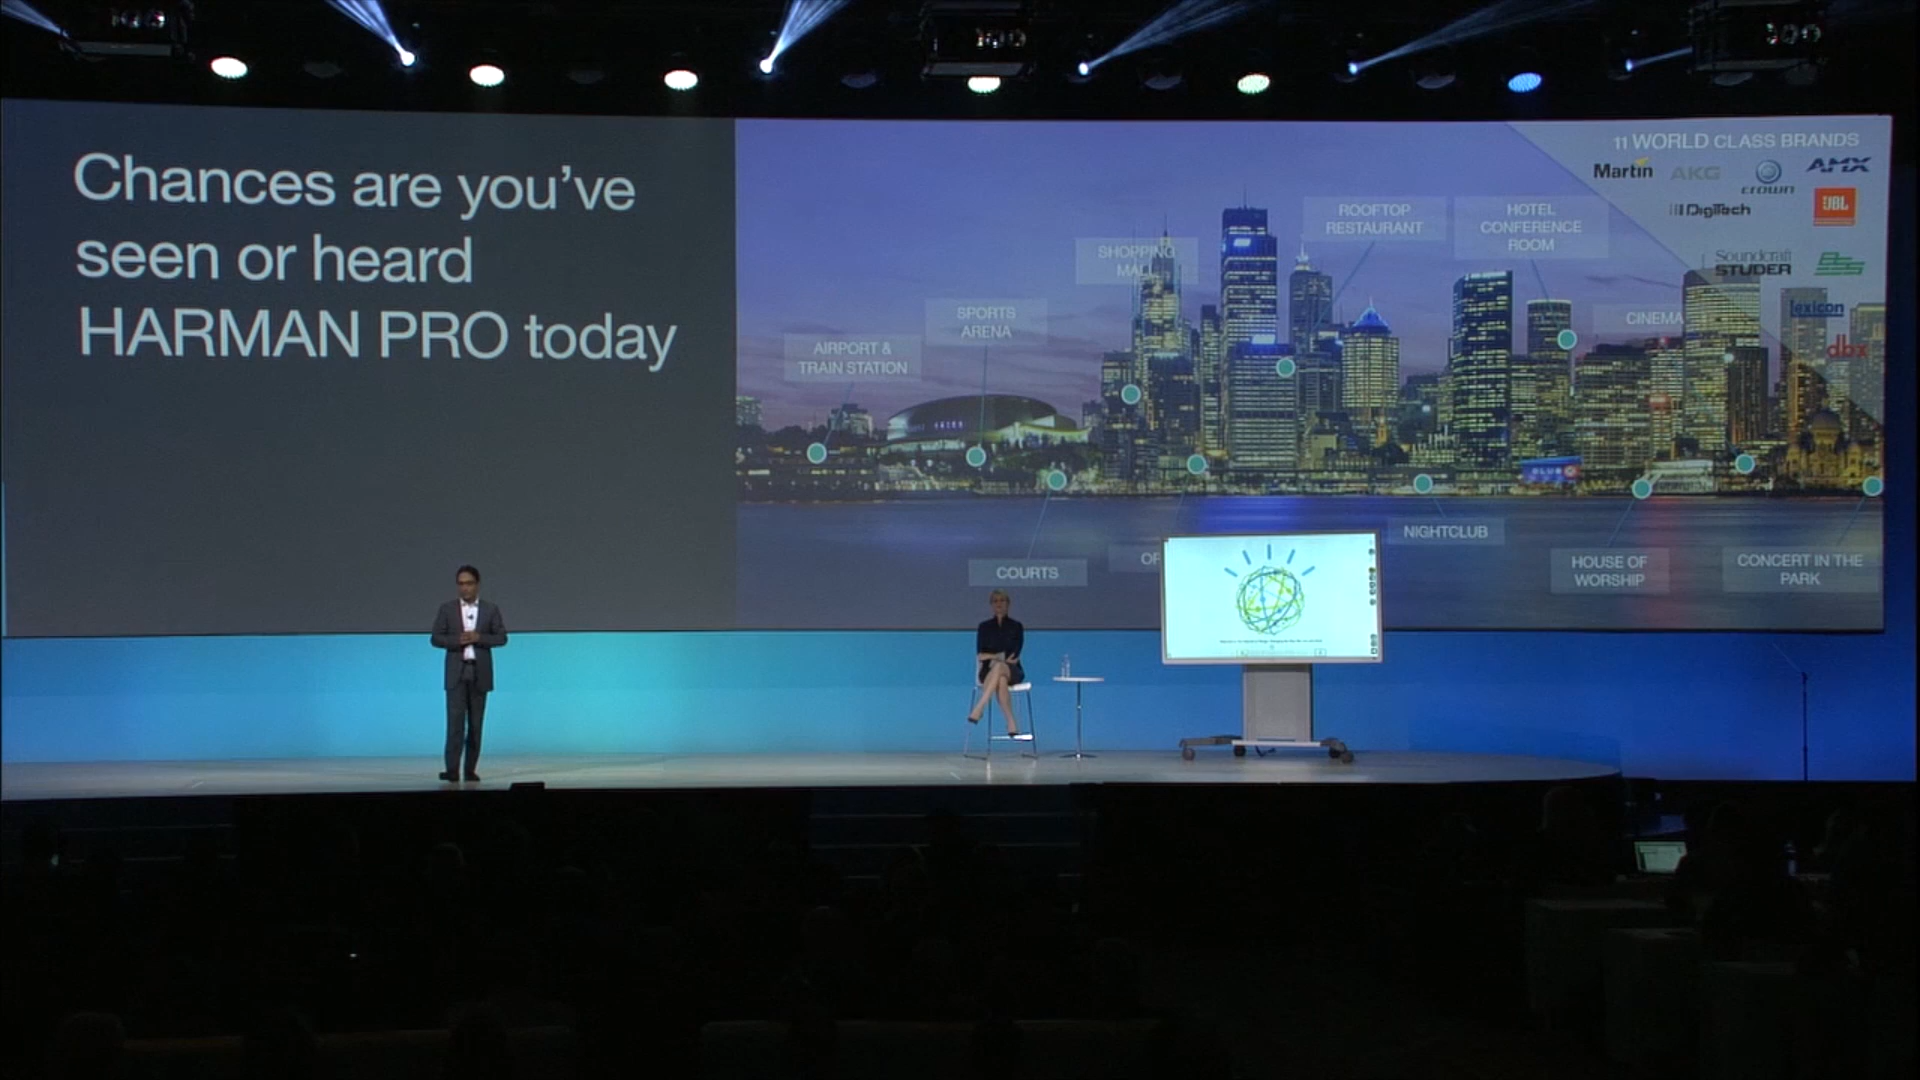 Chances are you've
seen or heard
HARMAN PRO today
11 WORLD CLASS BRANDS
Martin
AKG
crown
AMX
DigiTech
JBL
Soundcraft
STUDER
BSS
lexicon
dbx
AIRPORT &
TRAIN STATION
SPORTS
ARENA
SHOPPING
MALL
ROOFTOP
RESTAURANT
HOTEL
CONFERENCE
ROOM
CINEMA
COURTS
OF
NIGHTCLUB
HOUSE OF
WORSHIP
CONCERT IN THE
PARK